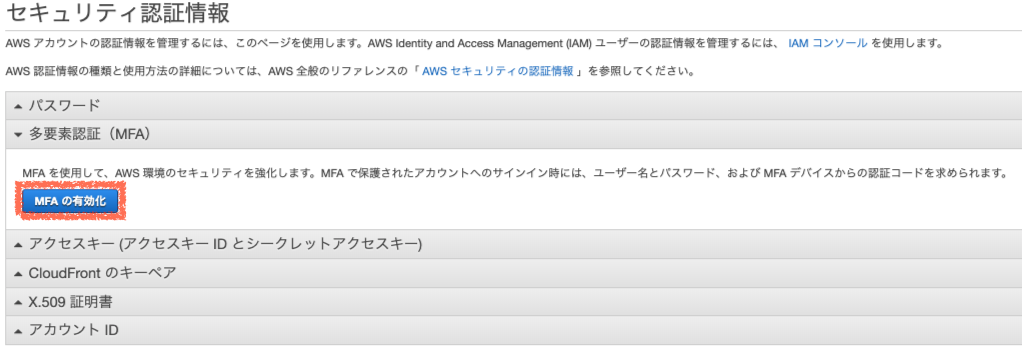 セキュリティ認証情報
AWS アカウントの認証情報を管理するには、このページを使用します。AWS Identity and Access Management (IAM) ユーザーの認証情報を管理するには、 IAM コンソール を使用します。
AWS 認証情報の種類と使用方法の詳細については、AWS 全般のリファレンスの「 AWS セキュリティの認証情報 」を参照してください。
パスワード
多要素認証（MFA）
MFA を使用して、AWS 環境のセキュリティを強化します。MFA で保護されたアカウントへのサインイン時には、ユーザー名とパスワード、および MFA デバイスからの認証コードを求められます。
MFA の有効化
アクセスキー (アクセスキー ID とシークレットアクセスキー)
CloudFront のキーペア
X.509 証明書
アカウント ID